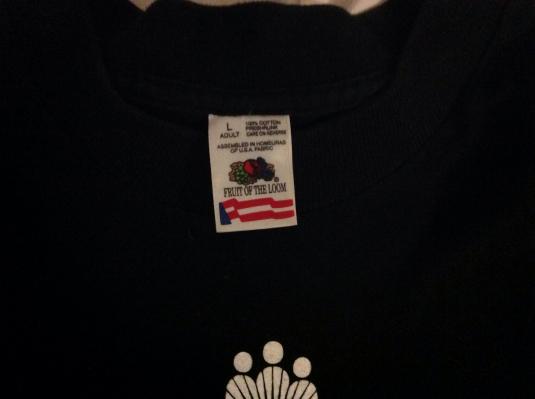 L
ADULT
100% COTTON
PRESHRUNK
CARE ON REVERSE
ASSEMBLED IN HONDURAS
OF U.S.A. FABRIC
FRUIT OF THE LOOM
®